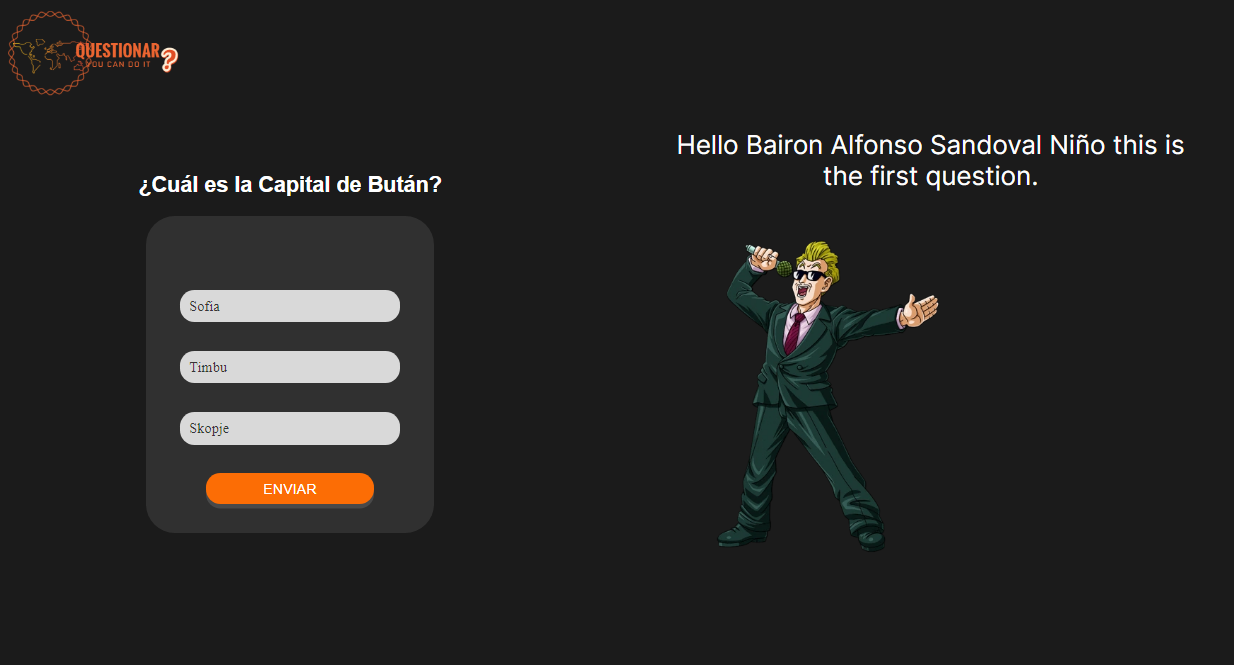 QUESTIONAR
YOU CAN DO IT
?
Hello Bairon Alfonso Sandoval Niño this is
the first question.
¿Cuál es la Capital de Bután?
Sofía
Timbu
Skopje
ENVIAR